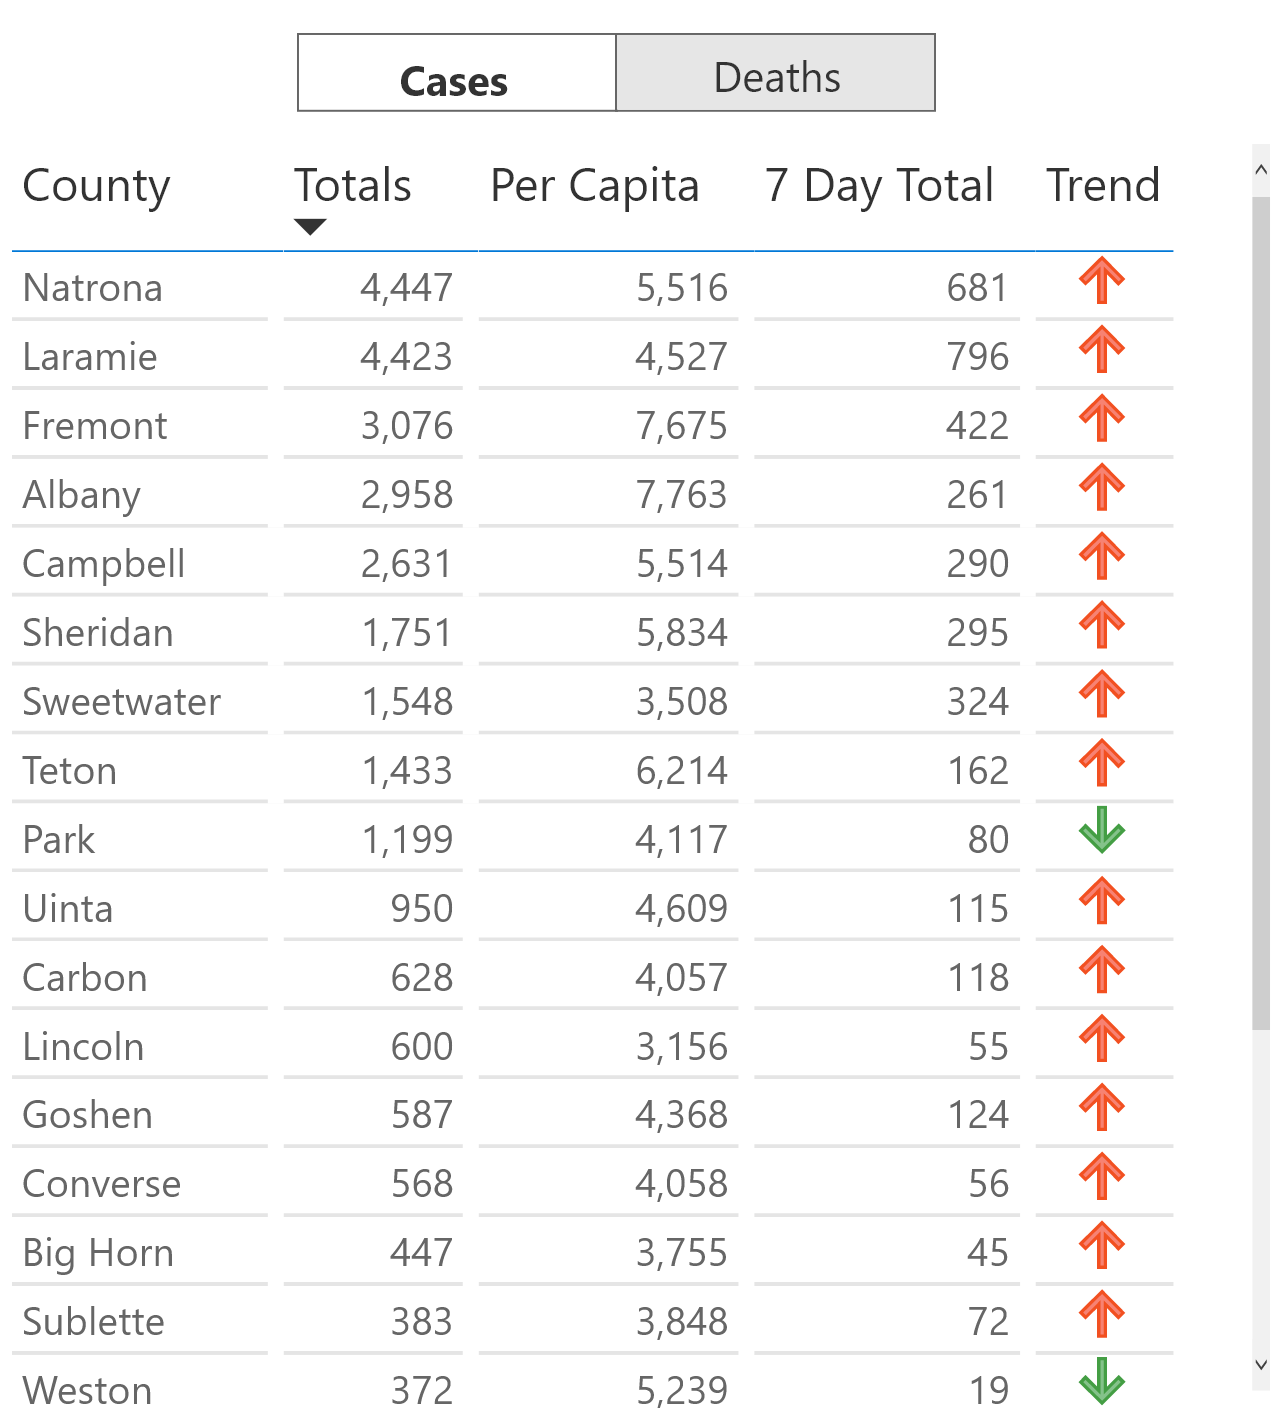 Cases Deaths
County Totals Per Capita 7 Day Total Trend
Natrona 4,447 5,516 681
Laramie 4,423 4,527 796
Fremont 3,076 7,675 422
Albany 2,958 7,763 261
Campbell 2,631 5,514 290
Sheridan 1,751 5,834 295
Sweetwater 1,548 3,508 324
Teton 1,433 6,214 162
Park 1,199 4,117 80
Uinta 950 4,609 115
Carbon 628 4,057 118
Lincoln 600 3,156 55
Goshen 587 4,368 124
Converse 568 4,058 56
Big Horn 447 3,755 45
Sublette 383 3,848 72
Weston 372 5,239 19